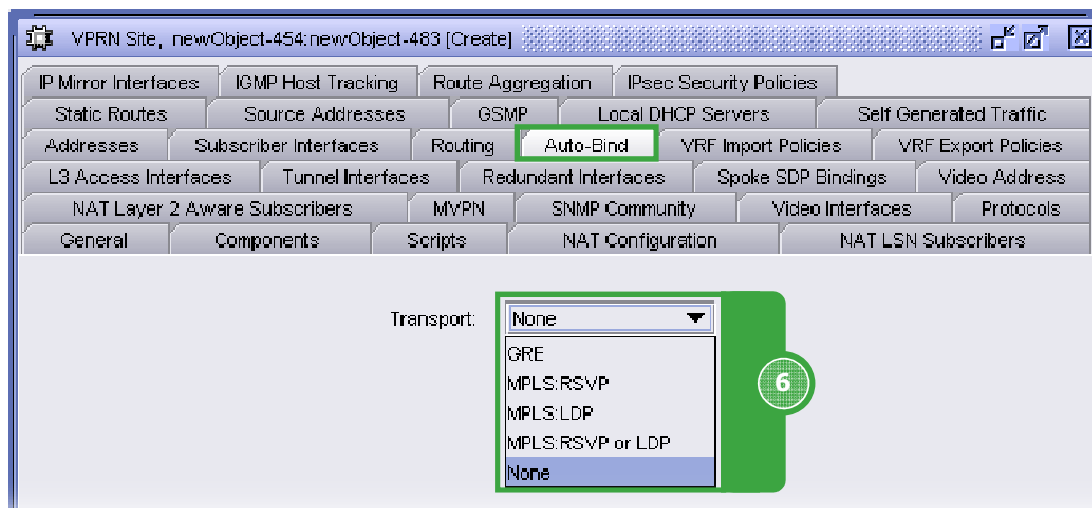 VPRN Site, newObject-454:newObject-483 [Create]
IP Mirror Interfaces IGMP Host Tracking Route Aggregation IPsec Security Policies
Static Routes Source Addresses GSMP Local DHCP Servers Self Generated Traffic
Addresses Subscriber Interfaces Routing Auto-Bind VRF Import Policies VRF Export Policies
L3 Access Interfaces Tunnel Interfaces Redundant Interfaces Spoke SDP Bindings Video Address
NAT Layer 2 Aware Subscribers MVPN SNMP Community Video Interfaces Protocols
General Components Scripts NAT Configuration NAT LSN Subscribers
Transport: None
GRE
MPLS:RSVP
MPLS:LDP
MPLS:RSVP or LDP
None
6